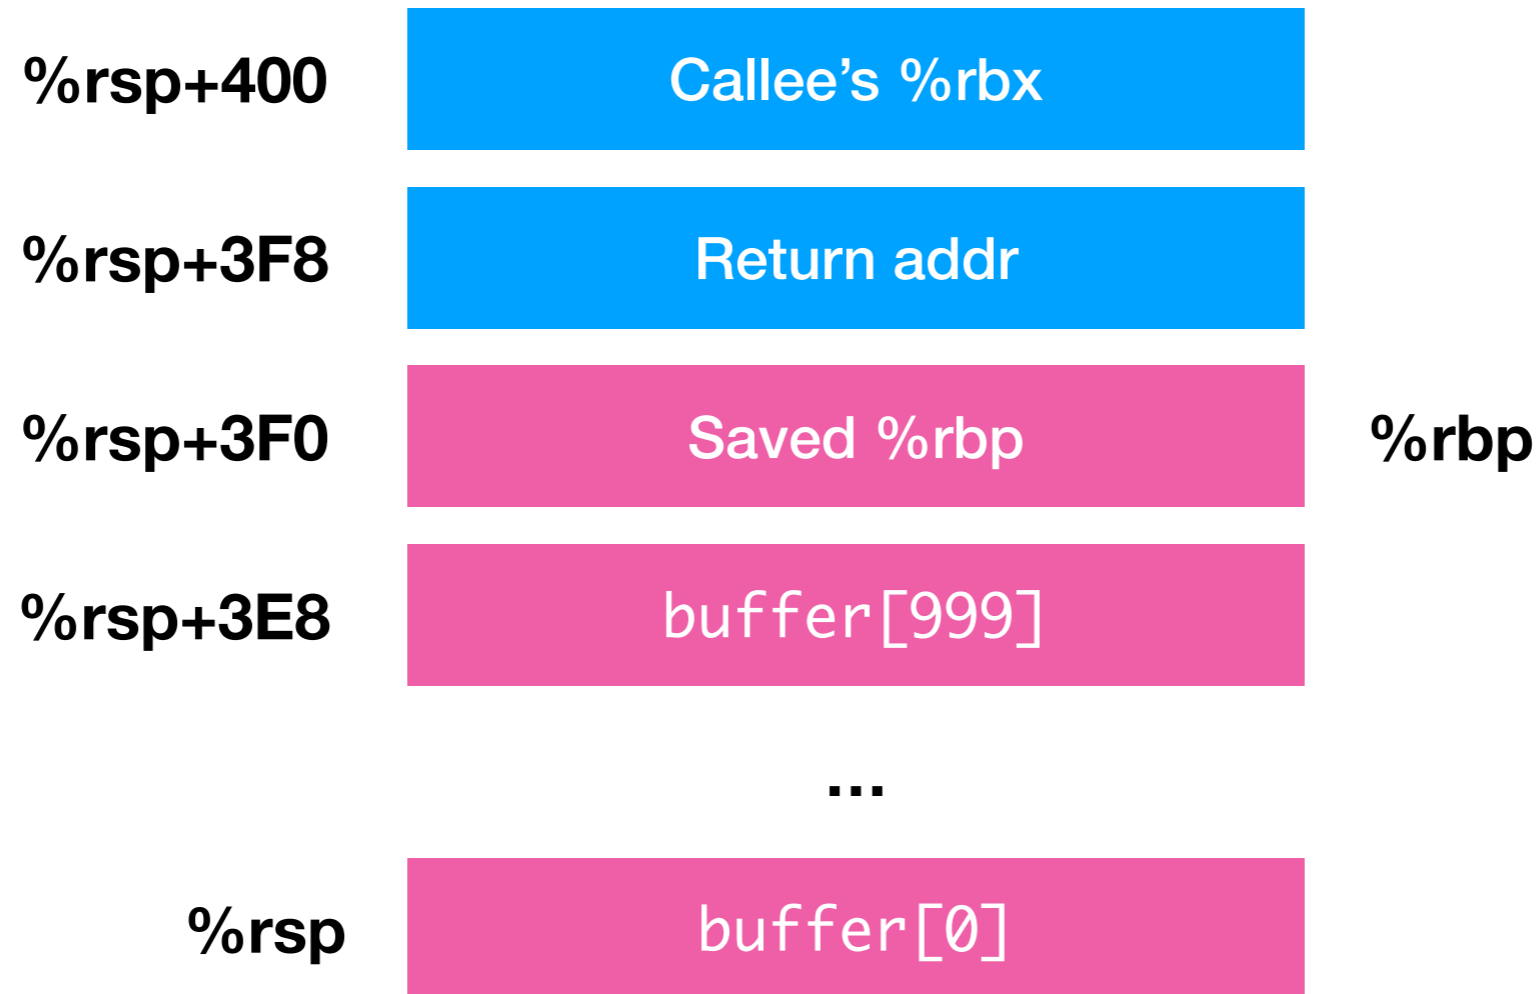 %rsp+400 Callee’s %rbx
%rsp+3F8 Return addr
%rsp+3F0 Saved %rbp %rbp
%rsp+3E8 buffer[999]
...
%rsp buffer[0]